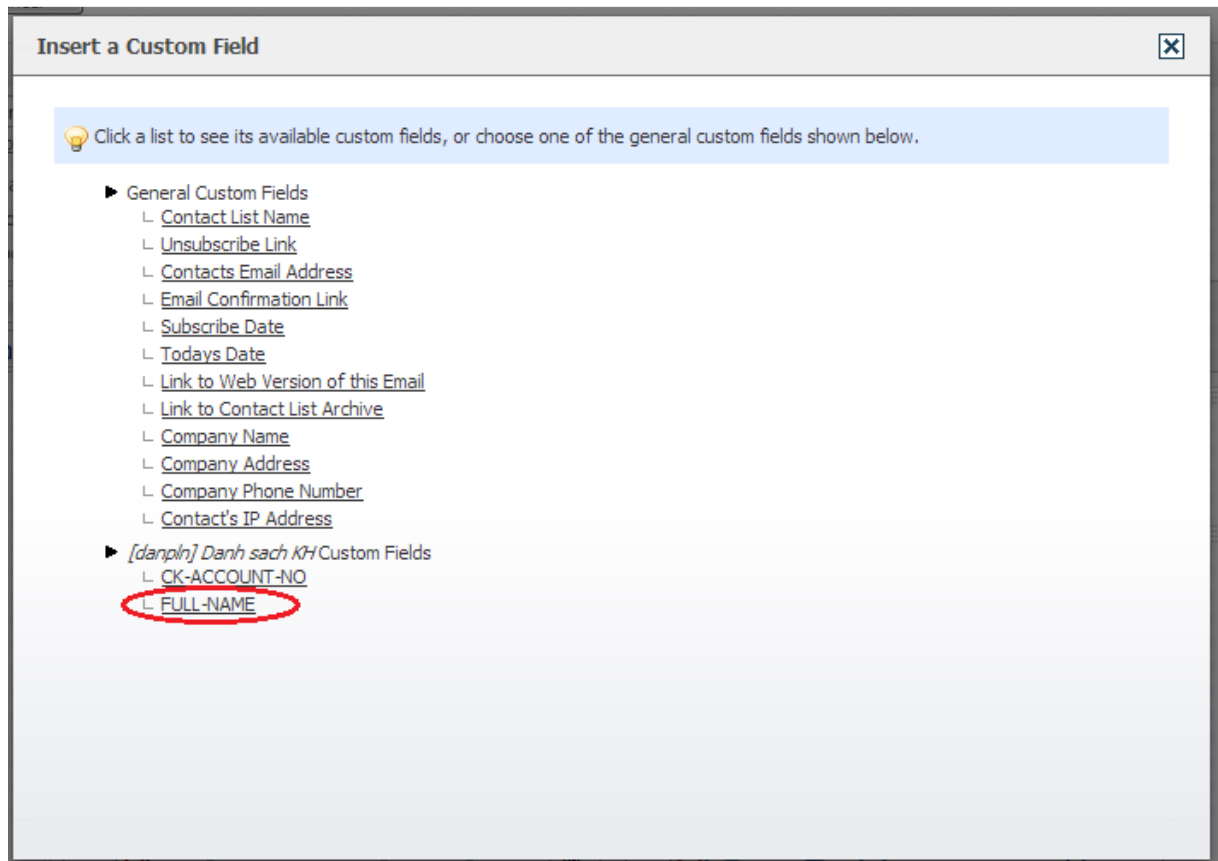 Insert a Custom Field
Click a list to see its available custom fields, or choose one of the general custom fields shown below.
General Custom Fields
Contact List Name
Unsubscribe Link
Contacts Email Address
Email Confirmation Link
Subscribe Date
Todays Date
Link to Web Version of this Email
Link to Contact List Archive
Company Name
Company Address
Company Phone Number
Contact's IP Address
[danpln] Danh sach KH Custom Fields
CK-ACCOUNT-NO
FULL-NAME